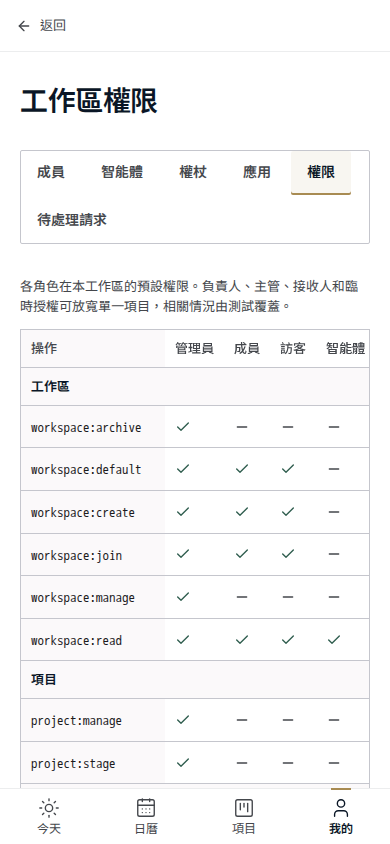 返回
工作區權限
成員 智能體 權杖 應用 權限
待處理請求
各角色在本工作區的預設權限。負責人、主管、接收人和臨
時授權可放寬單一項目，相關情況由測試覆蓋。
操作 管理員 成員 訪客 智能體
工作區
workspace:archive
workspace:default
workspace:create
workspace:join
workspace:manage
workspace:read
項目
project:manage
project:stage
今天 日曆 項目 我的